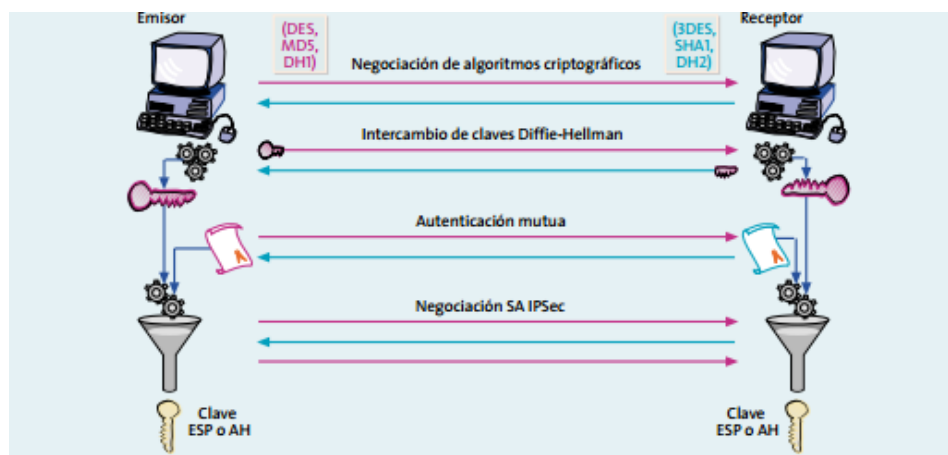 Emisor
Receptor
(DES,
MD5,
DH1)
(3DES,
SHA1,
DH2)
Negociación de algoritmos criptográficos
Intercambio de claves Diffie-Hellman
Autenticación mutua
Negociación SA IPSec
Clave
ESP o AH
Clave
ESP o AH